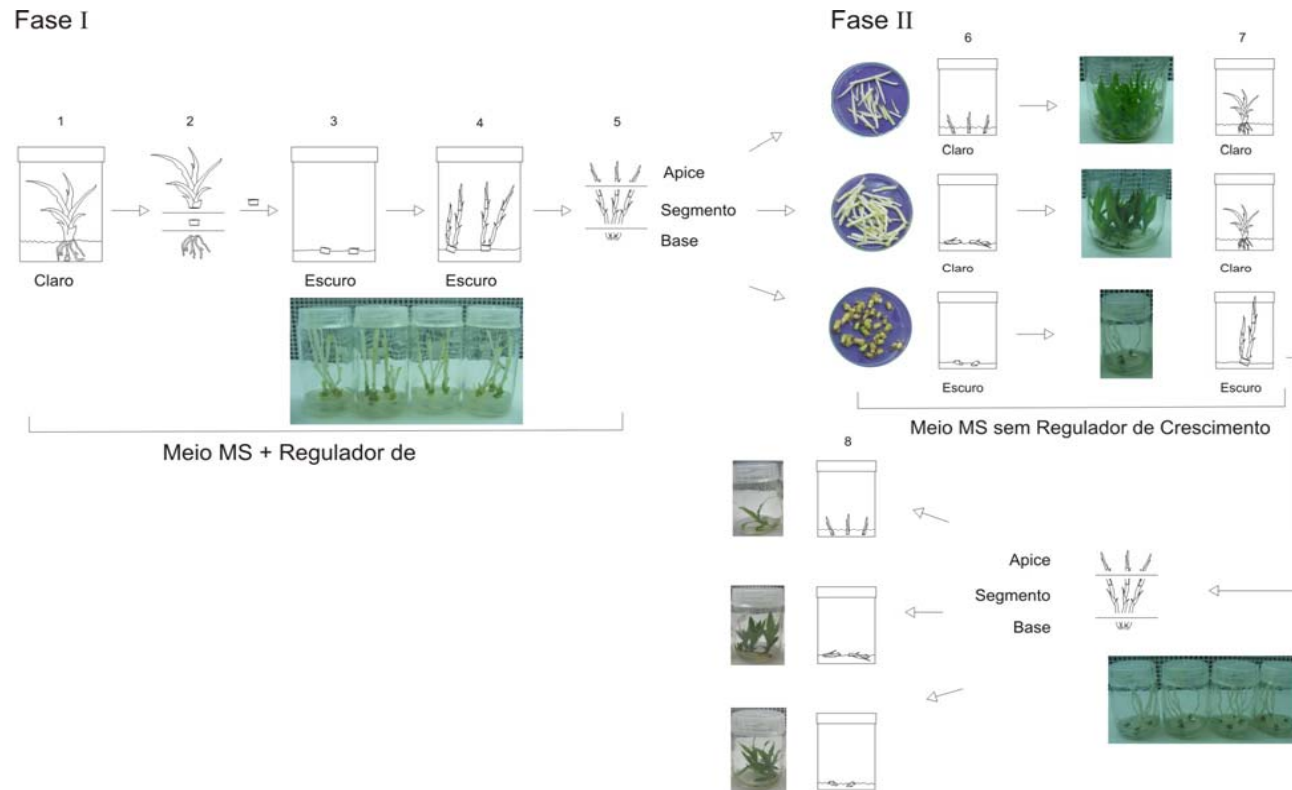 Fase I
1
2
3
4
5
Claro
Escuro
Escuro
Apice
Segmento
Base
Meio MS + Regulador de
Fase II
6
7
Claro
Claro
Claro
Claro
Escuro
Escuro
Meio MS sem Regulador de Crescimento
8
Apice
Segmento
Base